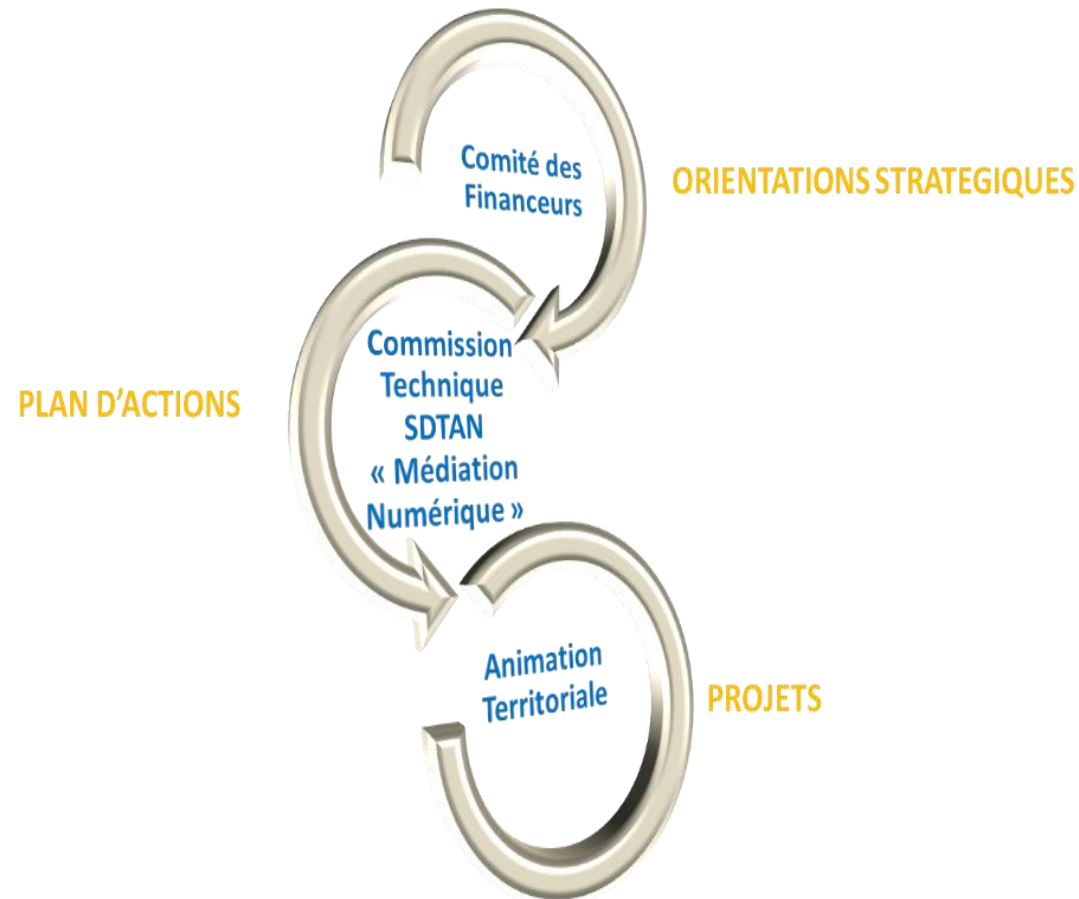 Comité des
Financeurs
ORIENTATIONS STRATEGIQUES
Commission
Technique
SDTAN
« Médiation
Numérique »
PLAN D'ACTIONS
Animation
Territoriale
PROJETS